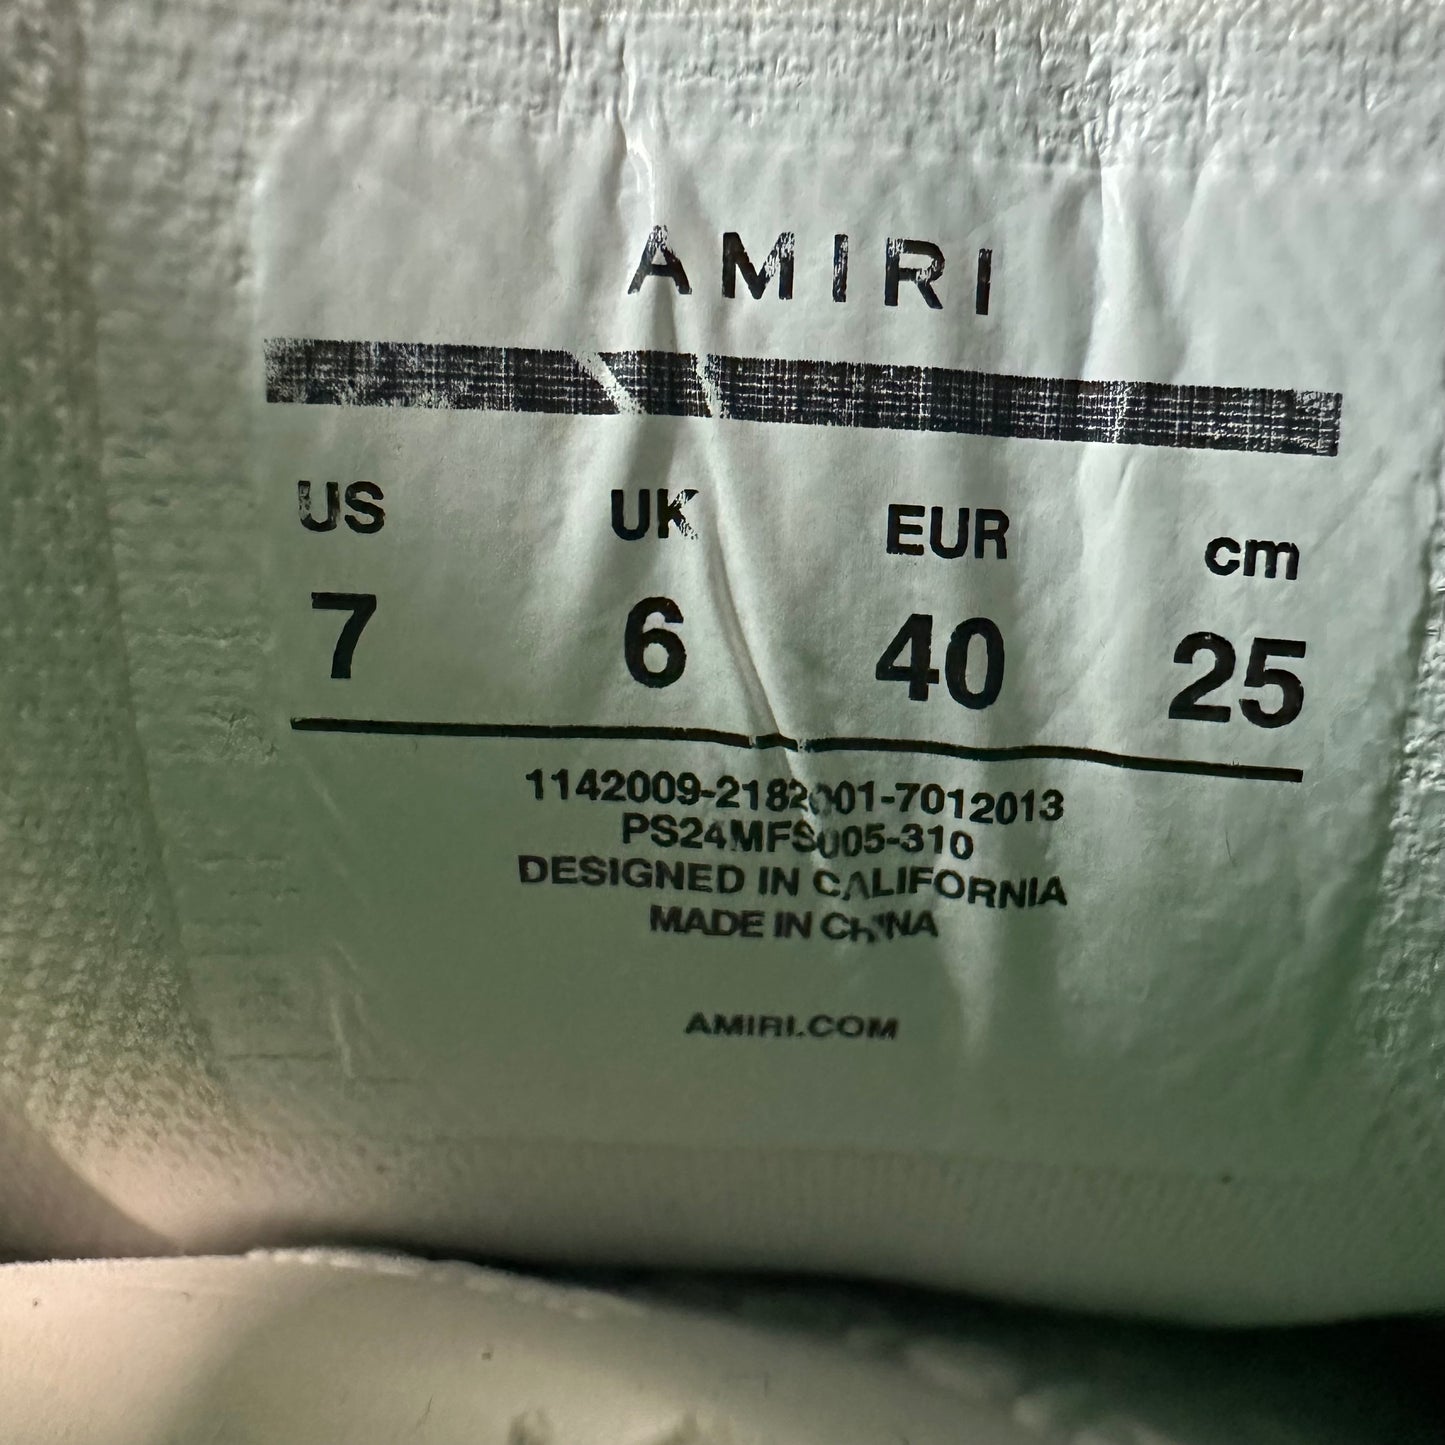 AMIRI
US UK EUR cm
7 6 40 25
1142009-2182001-7012013
PS24MFS005-310
DESIGNED IN CALIFORNIA
MADE IN CHINA
AMIRI.COM